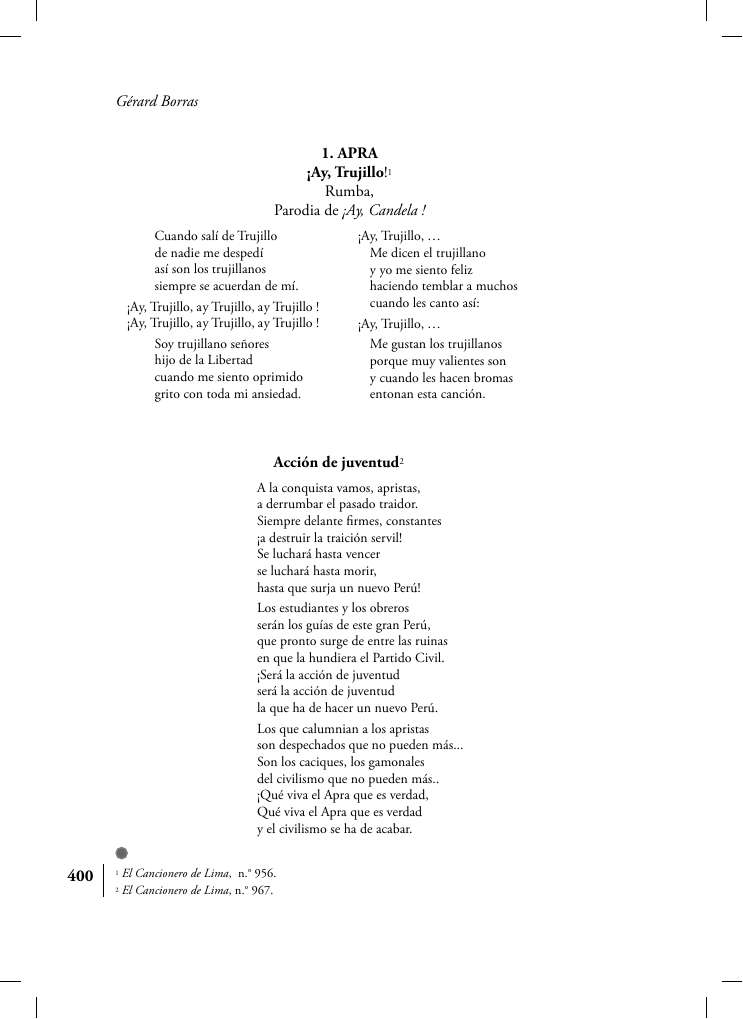 Gérard Borras
1. APRA
¡Ay, Trujillo!1
Rumba,
Parodia de ¡Ay, Candela !
Cuando salí de Trujillo
de nadie me despedí
así son los trujillanos
siempre se acuerdan de mí.
¡Ay, Trujillo, ay Trujillo, ay Trujillo !
¡Ay, Trujillo, ay Trujillo, ay Trujillo !
Soy trujillano señores
hijo de la Libertad
cuando me siento oprimido
grito con toda mi ansiedad.
¡Ay, Trujillo, …
Me dicen el trujillano
y yo me siento feliz
haciendo temblar a muchos
cuando les canto así:
¡Ay, Trujillo, …
Me gustan los trujillanos
porque muy valientes son
y cuando les hacen bromas
entonan esta canción.
Acción de juventud2
A la conquista vamos, apristas,
a derrumbar el pasado traidor.
Siempre delante firmes, constantes
¡a destruir la traición servil!
Se luchará hasta vencer
se luchará hasta morir,
hasta que surja un nuevo Perú!
Los estudiantes y los obreros
serán los guías de este gran Perú,
que pronto surge de entre las ruinas
en que la hundiera el Partido Civil.
¡Será la acción de juventud
será la acción de juventud
la que ha de hacer un nuevo Perú.
Los que calumnian a los apristas
son despechados que no pueden más...
Son los caciques, los gamonales
del civilismo que no pueden más..
¡Qué viva el Apra que es verdad,
Qué viva el Apra que es verdad
y el civilismo se ha de acabar.
400
1 El Cancionero de Lima, n.° 956.
2 El Cancionero de Lima, n.° 967.